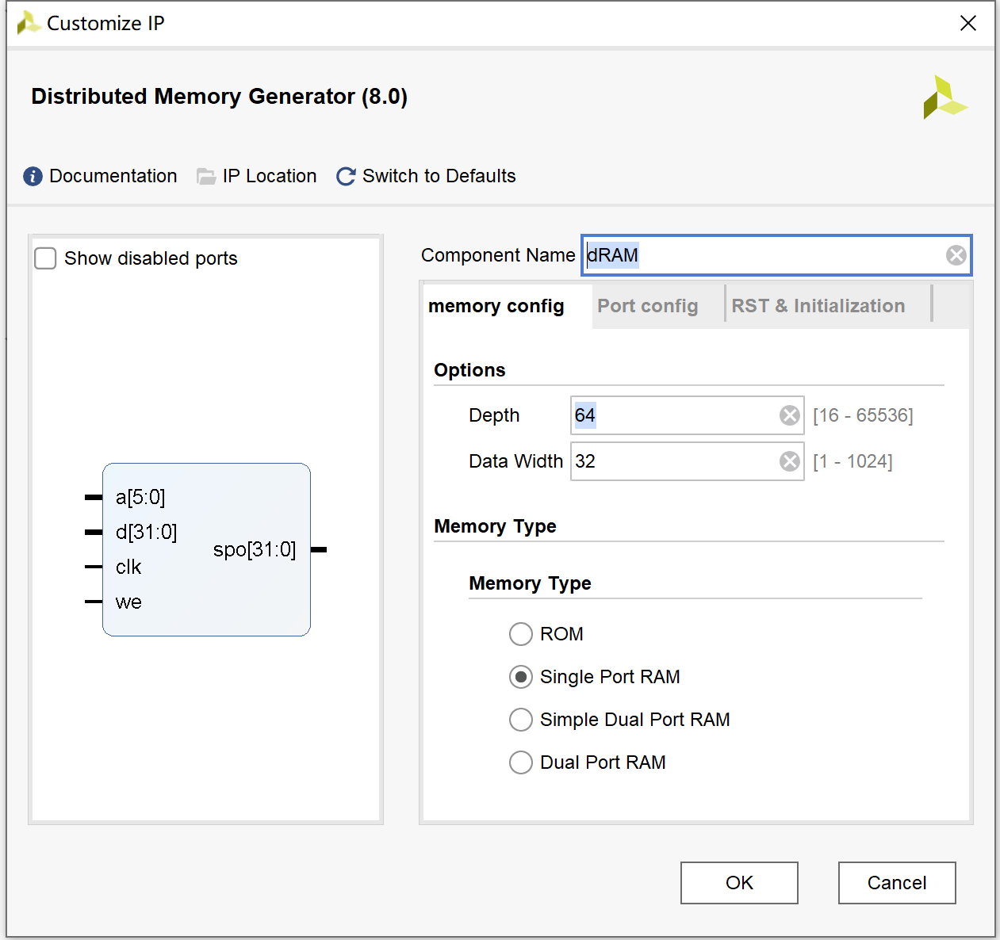 Customize IP
Distributed Memory Generator (8.0)
Documentation IP Location Switch to Defaults
Show disabled ports
a[5:0]
d[31:0]
clk
we
spo[31:0]
Component Name dRAM
memory config Port config RST & Initialization
Options
Depth 64 [16 - 65536]
Data Width 32 [1 - 1024]
Memory Type
Memory Type
ROM
Single Port RAM
Simple Dual Port RAM
Dual Port RAM
OK Cancel